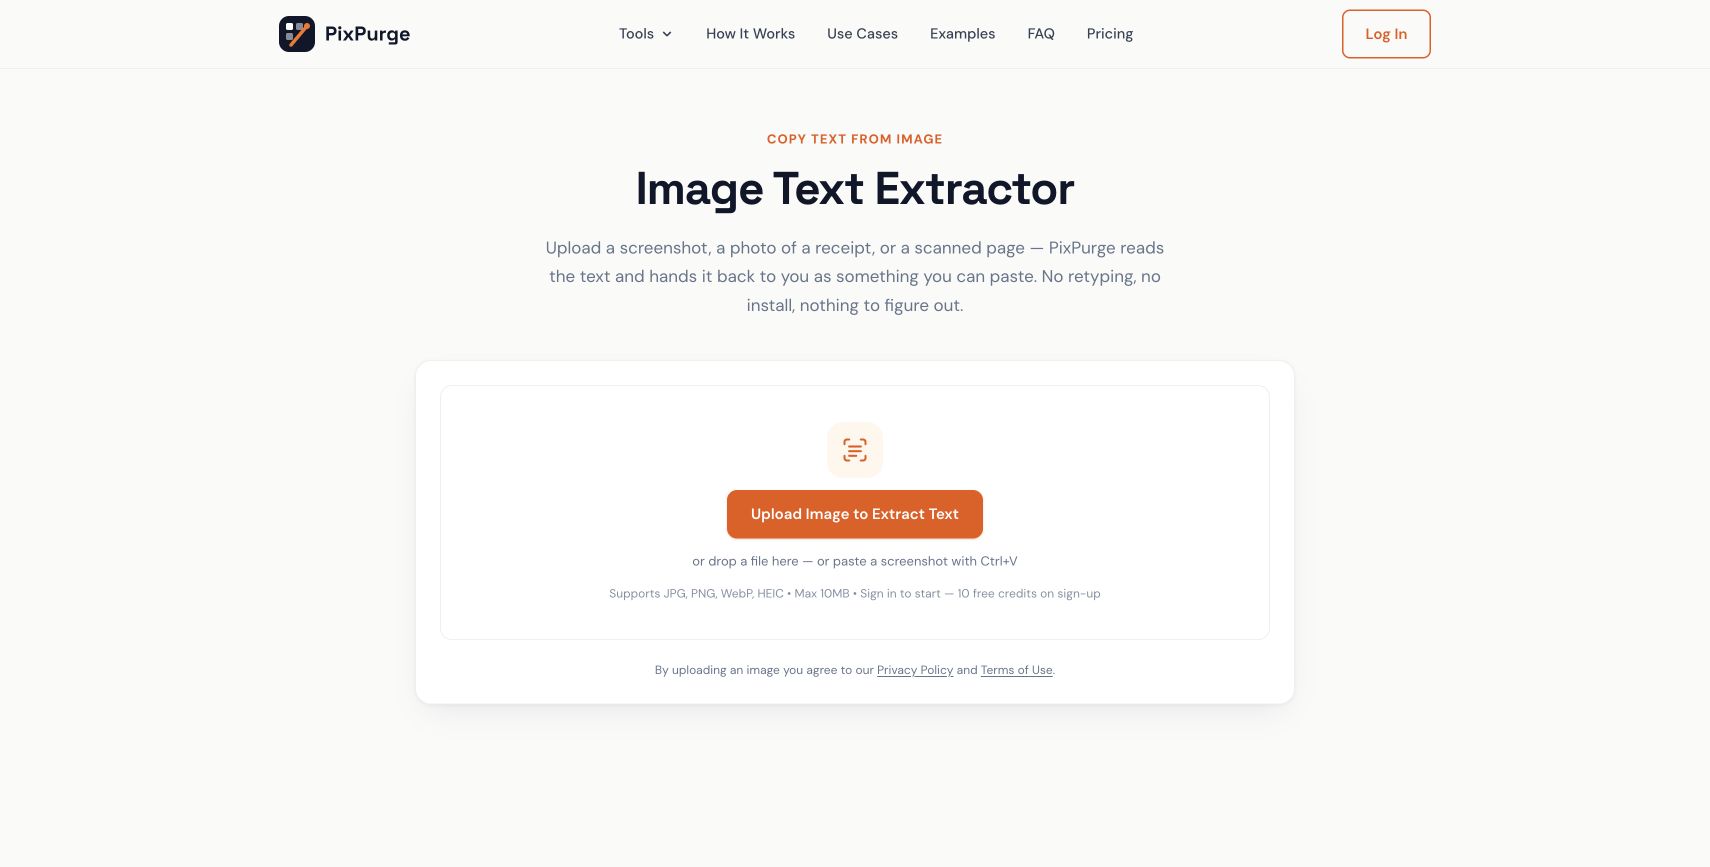 PixPurge
Tools
How It Works
Use Cases
Examples
FAQ
Pricing
Log In
COPY TEXT FROM IMAGE
Image Text Extractor
Upload a screenshot, a photo of a receipt, or a scanned page — PixPurge reads
the text and hands it back to you as something you can paste. No retyping, no
install, nothing to figure out.
Upload Image to Extract Text
or drop a file here — or paste a screenshot with Ctrl+V
Supports JPG, PNG, WebP, HEIC • Max 10MB • Sign in to start — 10 free credits on sign-up
By uploading an image you agree to our Privacy Policy and Terms of Use.